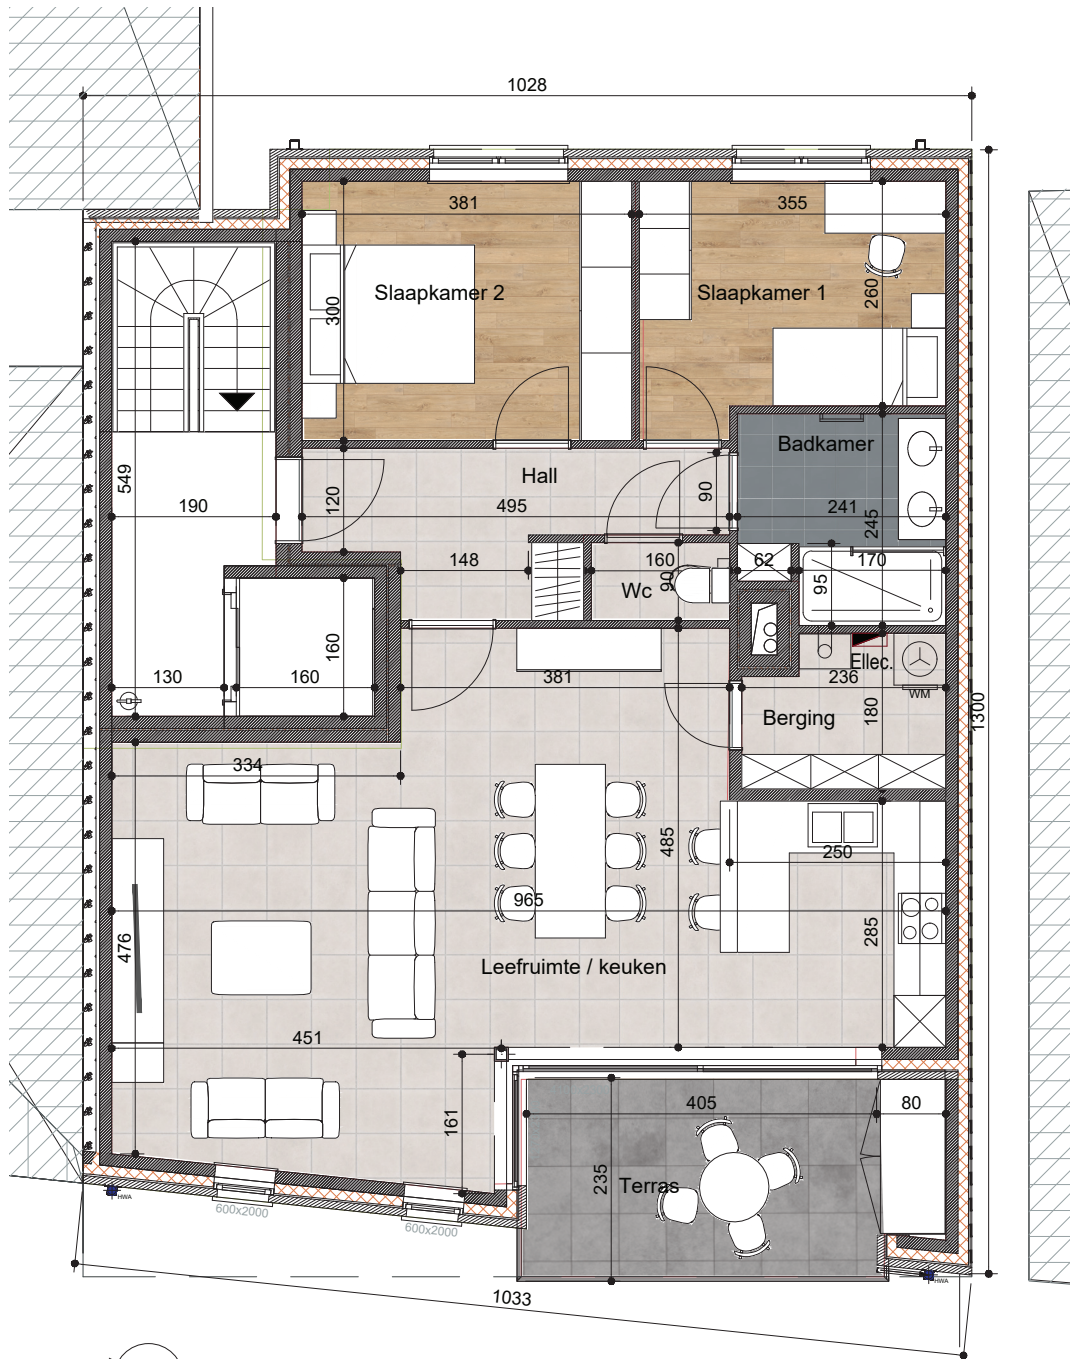 1028
381
355
Slaapkamer 2
Slaapkamer 1
300
260
Badkamer
Hall
549
190
120
495
90
241
245
148
160
90
62
170
95
Wc
160
130
160
381
Ellec.
236
WM
180
Berging
1300
334
485
250
965
476
285
Leefruimte / keuken
451
161
405
80
235
Terras
HWA
600x2000
600x2000
HWA
1033